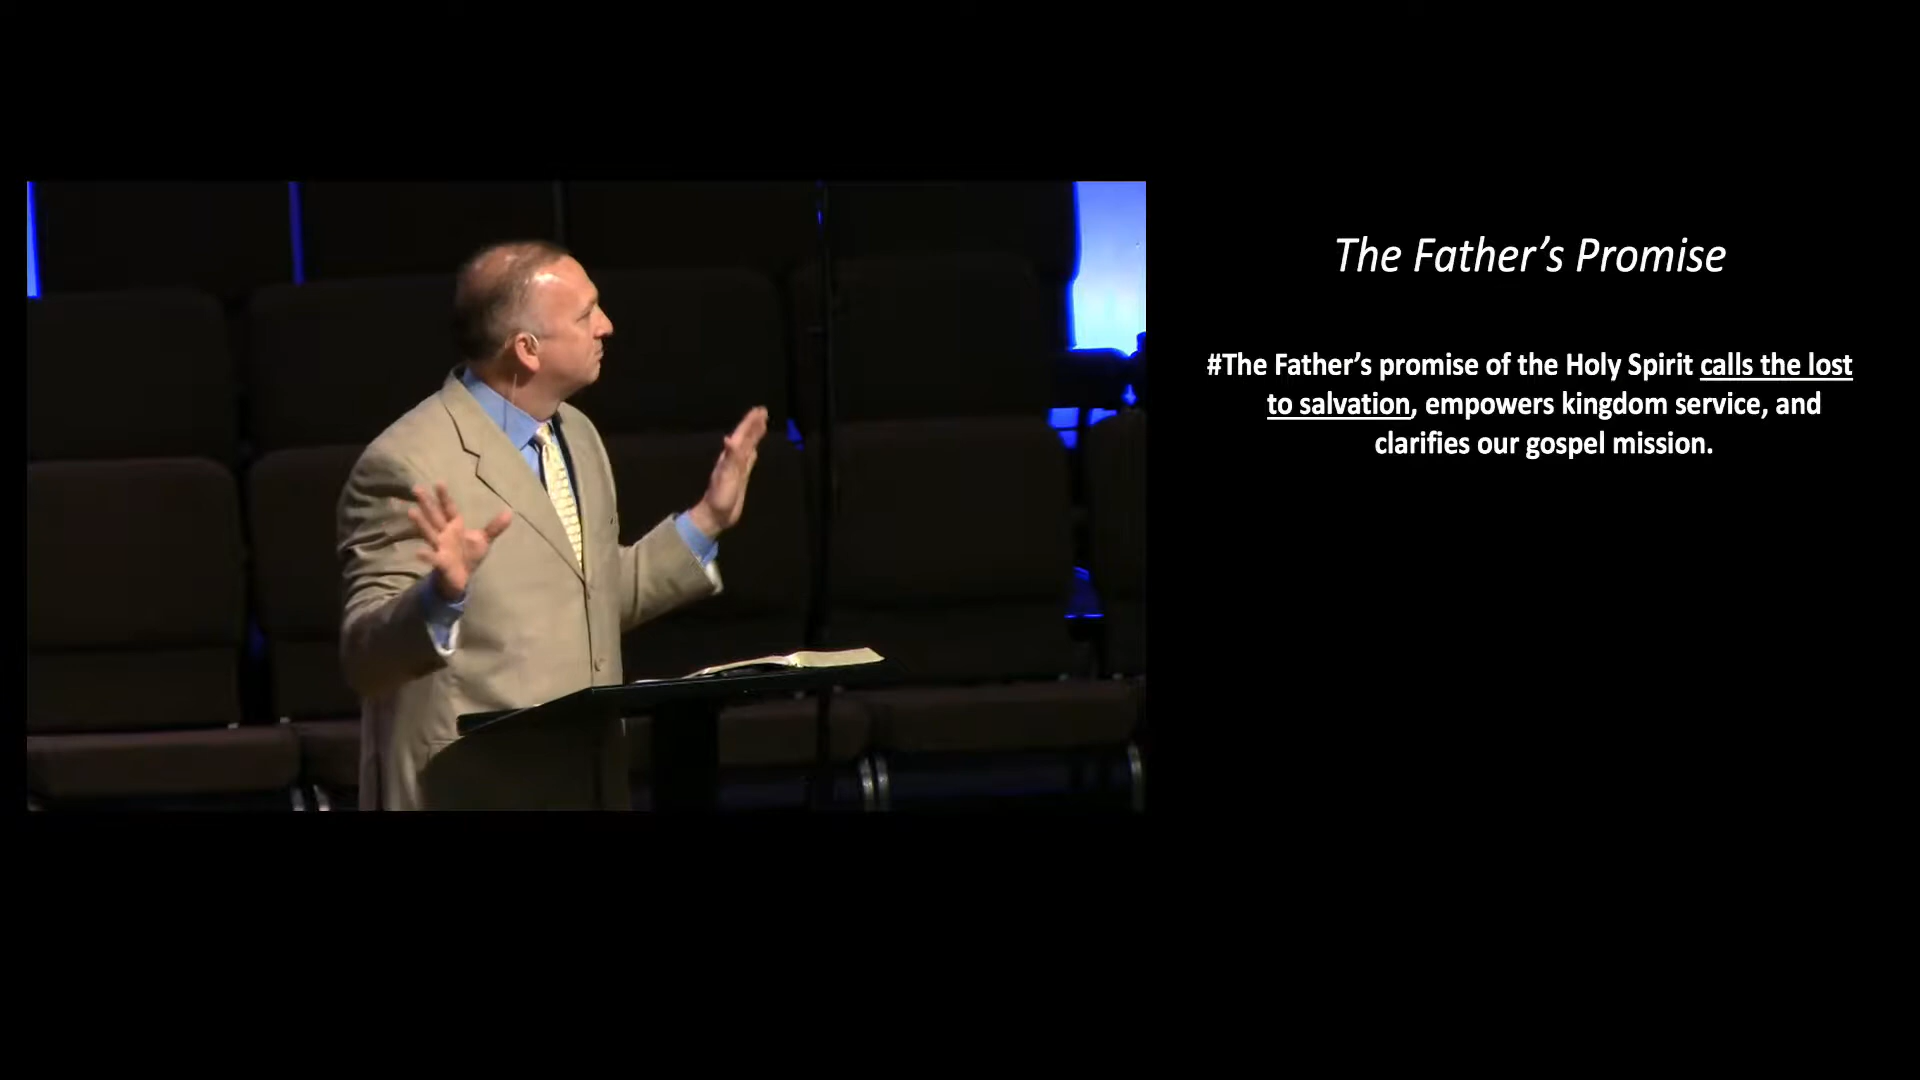 The Father’s Promise
#The Father’s promise of the Holy Spirit calls the lost
to salvation, empowers kingdom service, and
clarifies our gospel mission.